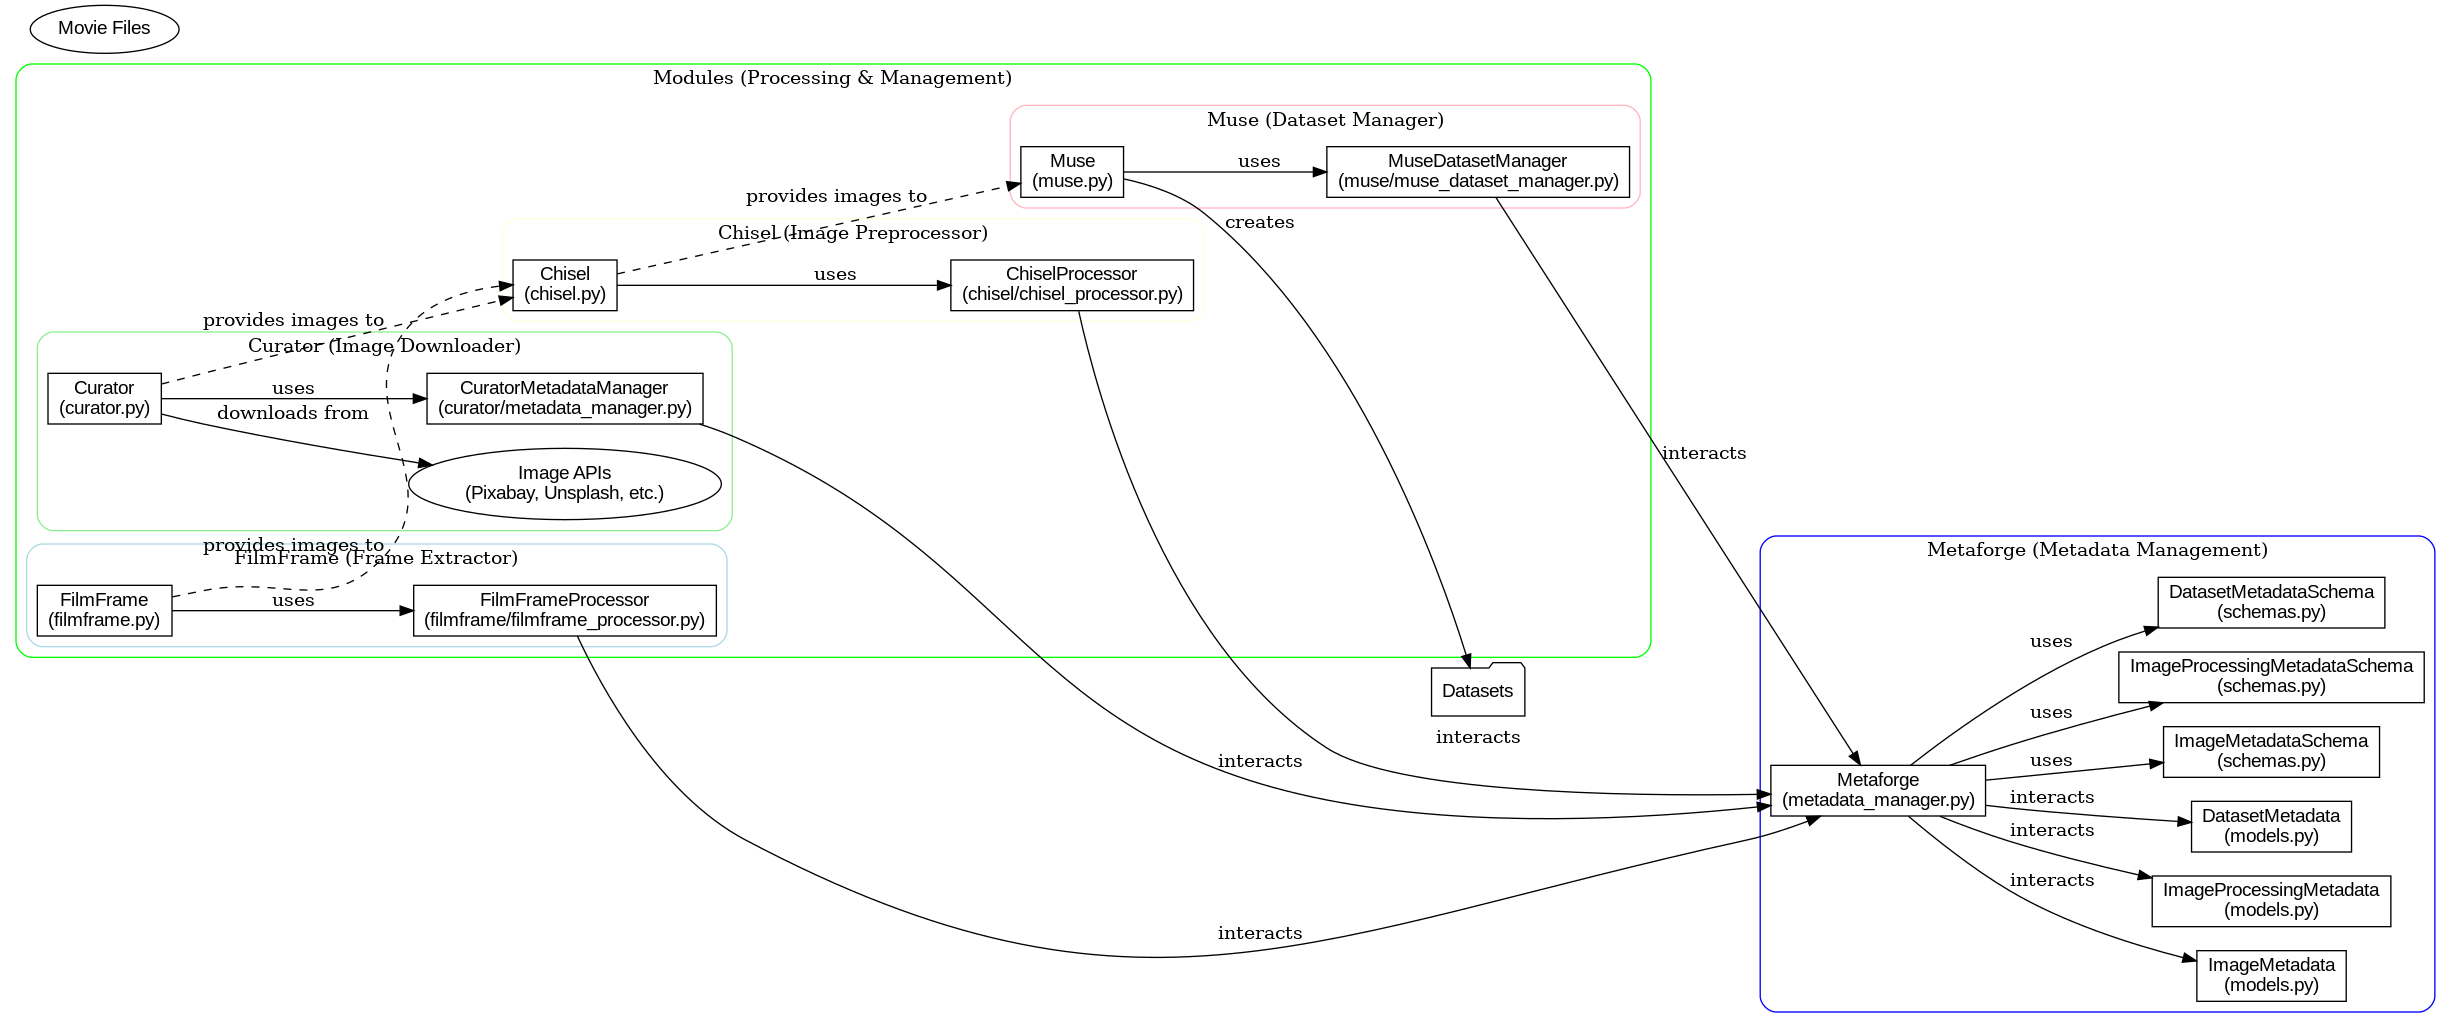 Movie Files
Modules (Processing & Management)
Muse (Dataset Manager)
Muse
(muse.py)
uses
MuseDatasetManager
(muse/muse_dataset_manager.py)
provides images to
creates
Chisel (Image Preprocessor)
Chisel
(chisel.py)
uses
ChiselProcessor
(chisel/chisel_processor.py)
provides images to
Curator (Image Downloader)
Curator
(curator.py)
uses
downloads from
CuratorMetadataManager
(curator/metadata_manager.py)
Image APIs
(Pixabay, Unsplash, etc.)
interacts
provides images to
FilmFrame (Frame Extractor)
FilmFrame
(filmframe.py)
uses
FilmFrameProcessor
(filmframe/filmframe_processor.py)
Datasets
interacts
interacts
interacts
Metaforge (Metadata Management)
Metaforge
(metadata_manager.py)
uses
DatasetMetadataSchema
(schemas.py)
uses
ImageProcessingMetadataSchema
(schemas.py)
uses
ImageMetadataSchema
(schemas.py)
interacts
DatasetMetadata
(models.py)
interacts
ImageProcessingMetadata
(models.py)
interacts
ImageMetadata
(models.py)